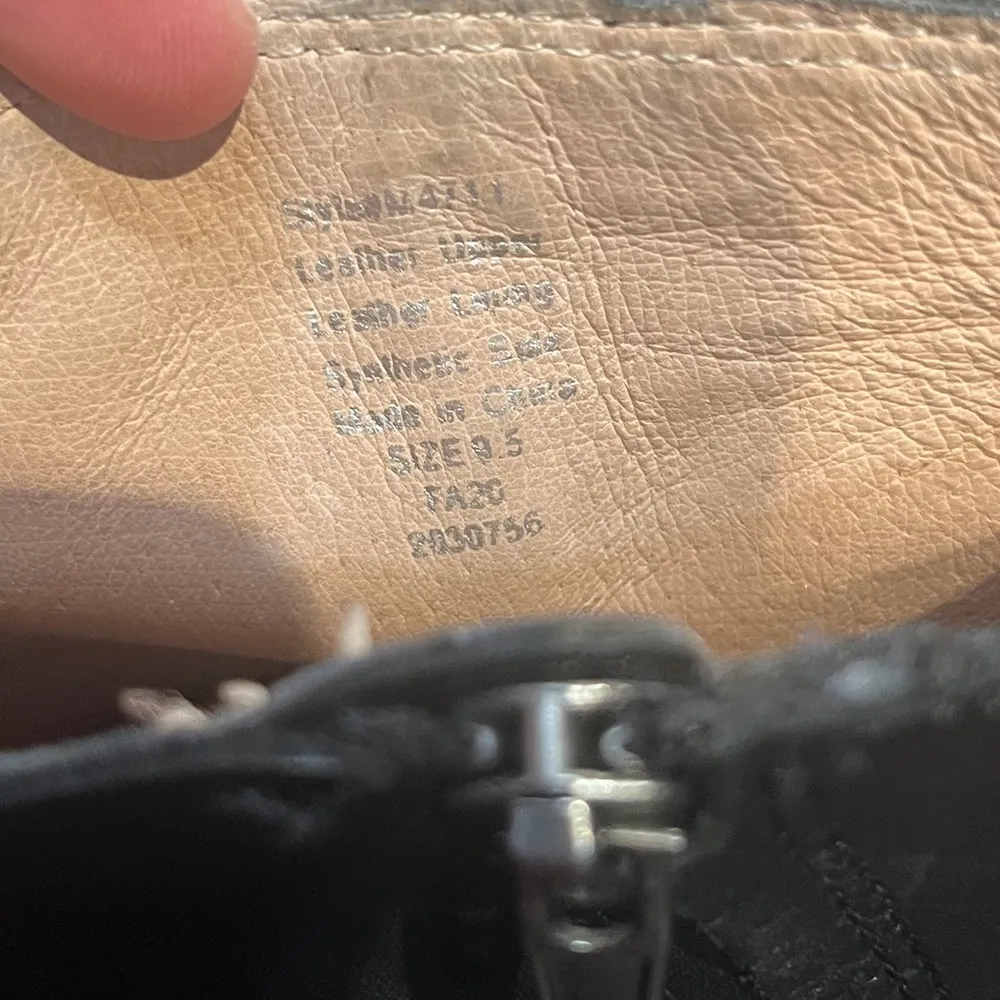 Leather Upper
Leather Lining
Synthetic Sole
Made in China
SIZE 9.5
FA20
2030756